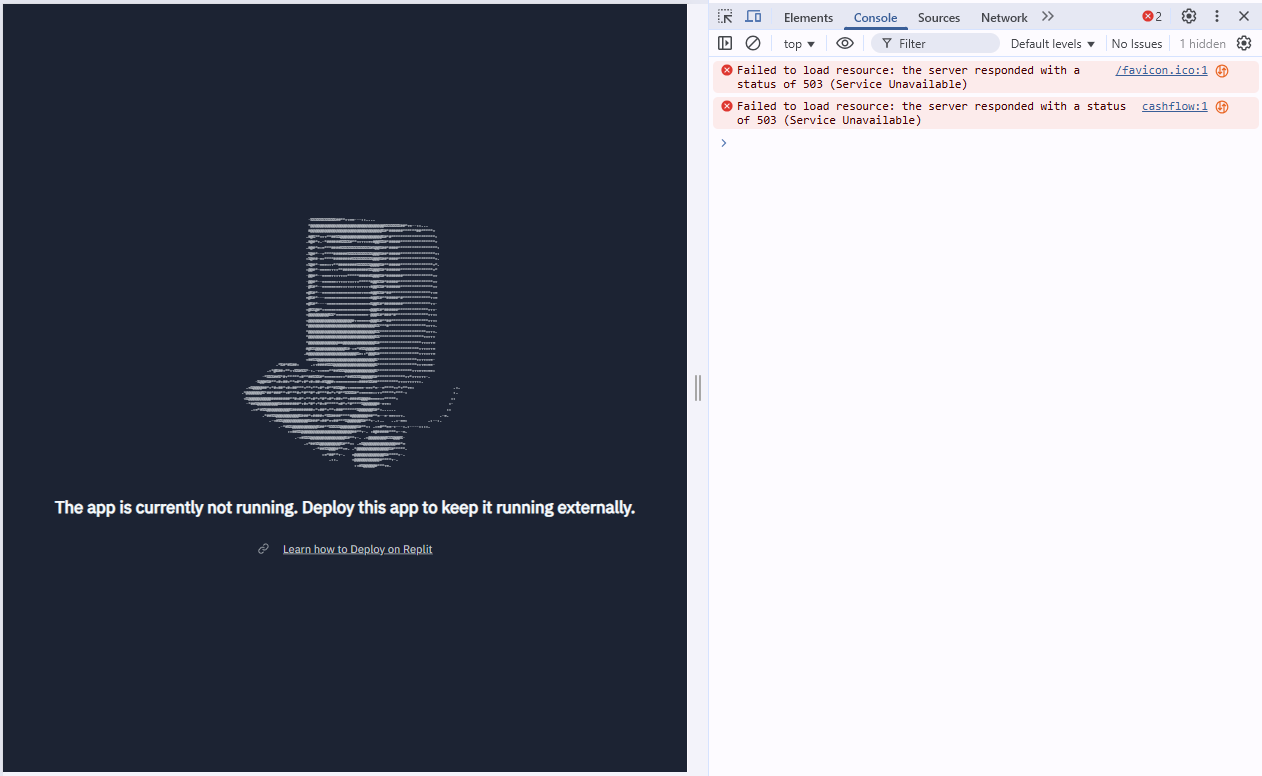 The app is currently not running. Deploy this app to keep it running externally.
Learn how to Deploy on Replit
Elements Console Sources Network 2
top Filter Default levels No Issues 1 hidden
Failed to load resource: the server responded with a /favicon.ico:1
status of 503 (Service Unavailable)
Failed to load resource: the server responded with a status cashflow:1
of 503 (Service Unavailable)